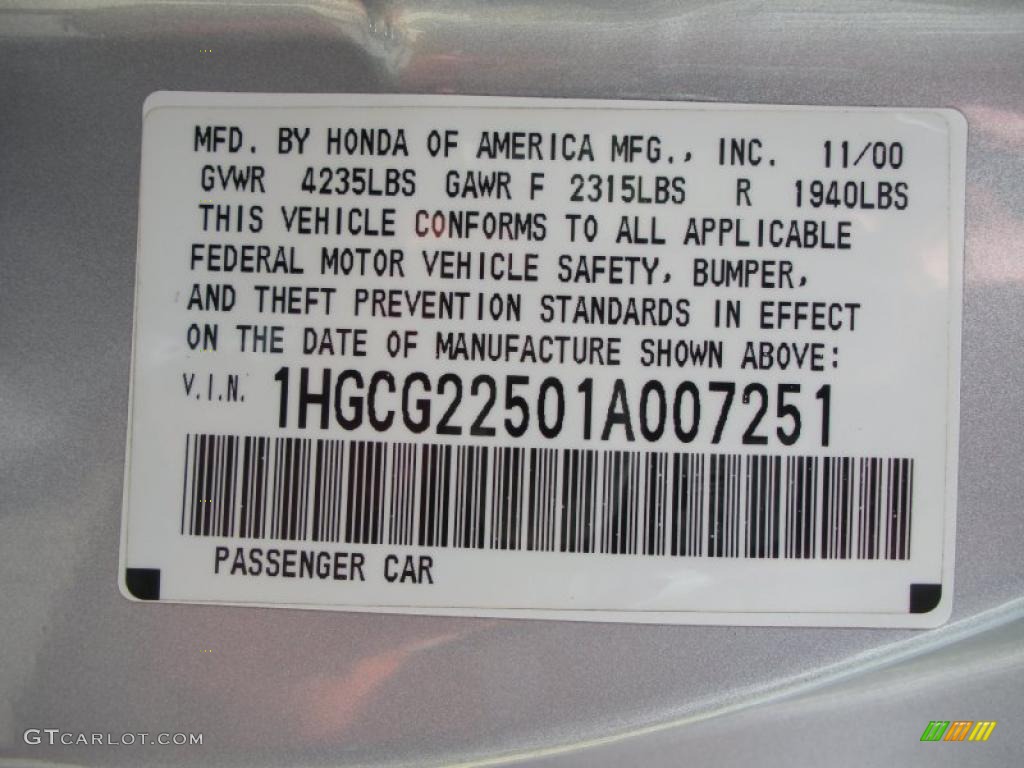 MFD. BY HONDA OF AMERICA MFG., INC. 11/00
GVWR 4235LBS GAWR F 2315LBS R 1940LBS
THIS VEHICLE CONFORMS TO ALL APPLICABLE
FEDERAL MOTOR VEHICLE SAFETY, BUMPER,
AND THEFT PREVENTION STANDARDS IN EFFECT
ON THE DATE OF MANUFACTURE SHOWN ABOVE:
V.I.N. 1HGCG22501A007251
PASSENGER CAR
GTCARLOT.COM